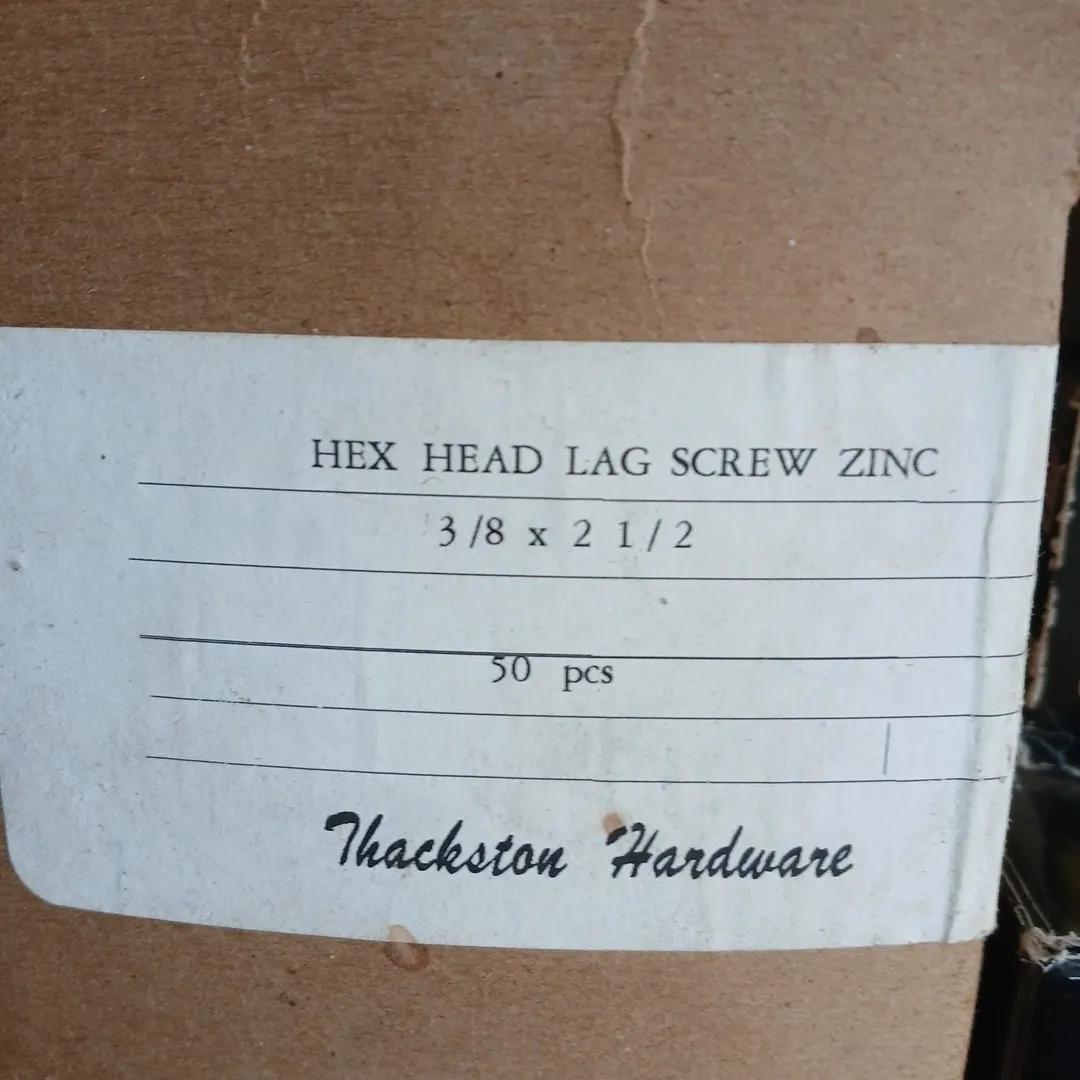 HEX HEAD LAG SCREW ZINC
3/8 x 2 1/2
50 pcs
Thackston Hardware